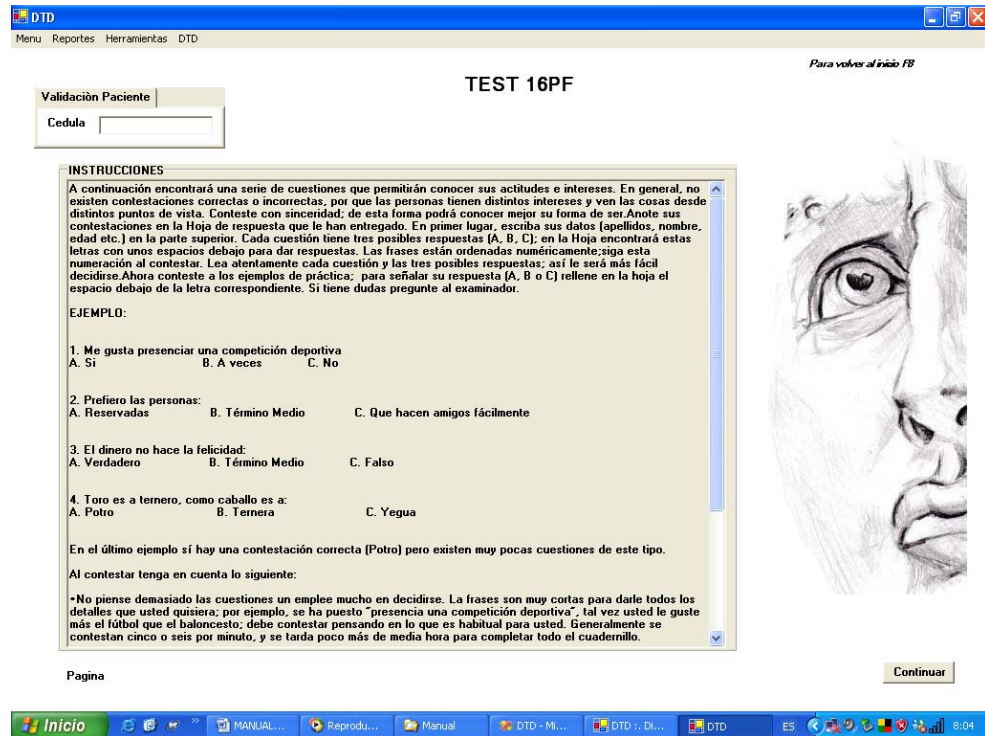 DTD
Menu Reportes Herramientas DTD
Para volver al inicio F8
TEST 16PF
Validaciòn Paciente
Cedula
INSTRUCCIONES
A continuación encontrará una serie de cuestiones que permitirán conocer sus actitudes e intereses. En general, no
existen contestaciones correctas o incorrectas, por que las personas tienen distintos intereses y ven las cosas desde
distintos puntos de vista. Conteste con sinceridad; de esta forma podrá conocer mejor su forma de ser.Anote sus
contestaciones en la Hoja de respuesta que le han entregado. En primer lugar, escriba sus datos (apellidos, nombre,
edad etc.) en la parte superior. Cada cuestión tiene tres posibles respuestas (A, B, C); en la Hoja encontrará estas
letras con unos espacios debajo para dar respuestas. Las frases están ordenadas numéricamente;siga esta
numeración al contestar. Lea atentamente cada cuestión y las tres posibles respuestas; así le será más fácil
decidirse.Ahora conteste a los ejemplos de práctica; para señalar su respuesta (A, B o C) rellene en la hoja el
espacio debajo de la letra correspondiente. Si tiene dudas pregunte al examinador.
EJEMPLO:
1. Me gusta presenciar una competición deportiva
A. Si B. A veces C. No
2. Prefiero las personas:
A. Reservadas B. Término Medio C. Que hacen amigos fácilmente
3. El dinero no hace la felicidad:
A. Verdadero B. Término Medio C. Falso
4. Toro es a ternero, como caballo es a:
A. Potro B. Ternera C. Yegua
En el último ejemplo sí hay una contestación correcta (Potro) pero existen muy pocas cuestiones de este tipo.
Al contestar tenga en cuenta lo siguiente:
•No piense demasiado las cuestiones un emplee mucho en decidirse. La frases son muy cortas para darle todos los
detalles que usted quisiera; por ejemplo, se ha puesto "presencia una competición deportiva", tal vez usted le guste
más el fútbol que el baloncesto; debe contestar pensando en lo que es habitual para usted. Generalmente se
contestan cinco o seis por minuto, y se tarda poco más de media hora para completar todo el cuadernillo.
Pagina
Continuar
Inicio MANUAL... Reprodu... Manual DTD - Mi... DTD :. Di... DTD ES 8:04